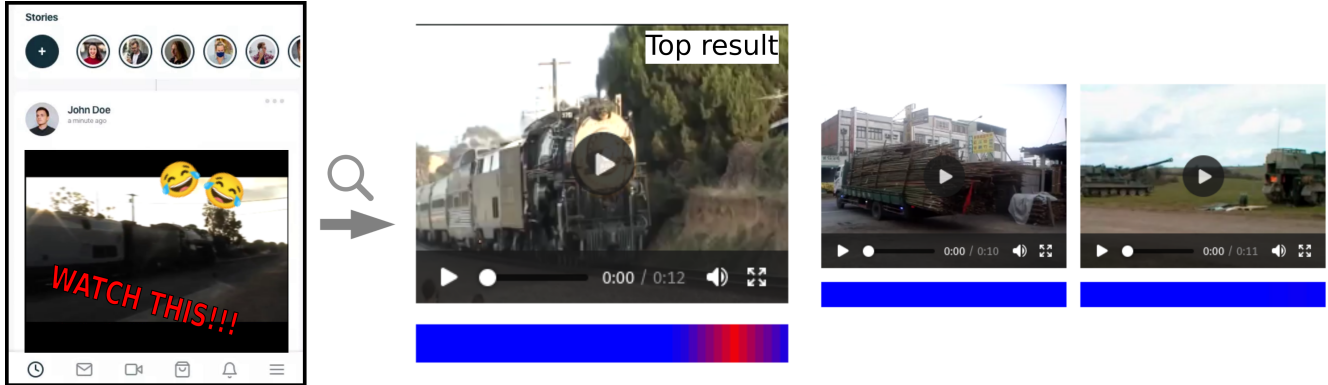 Stories
+
John Doe
a minute ago
WATCH THIS!!!
Top result
0:00 / 0:12
0:00 / 0:10
0:00 / 0:11